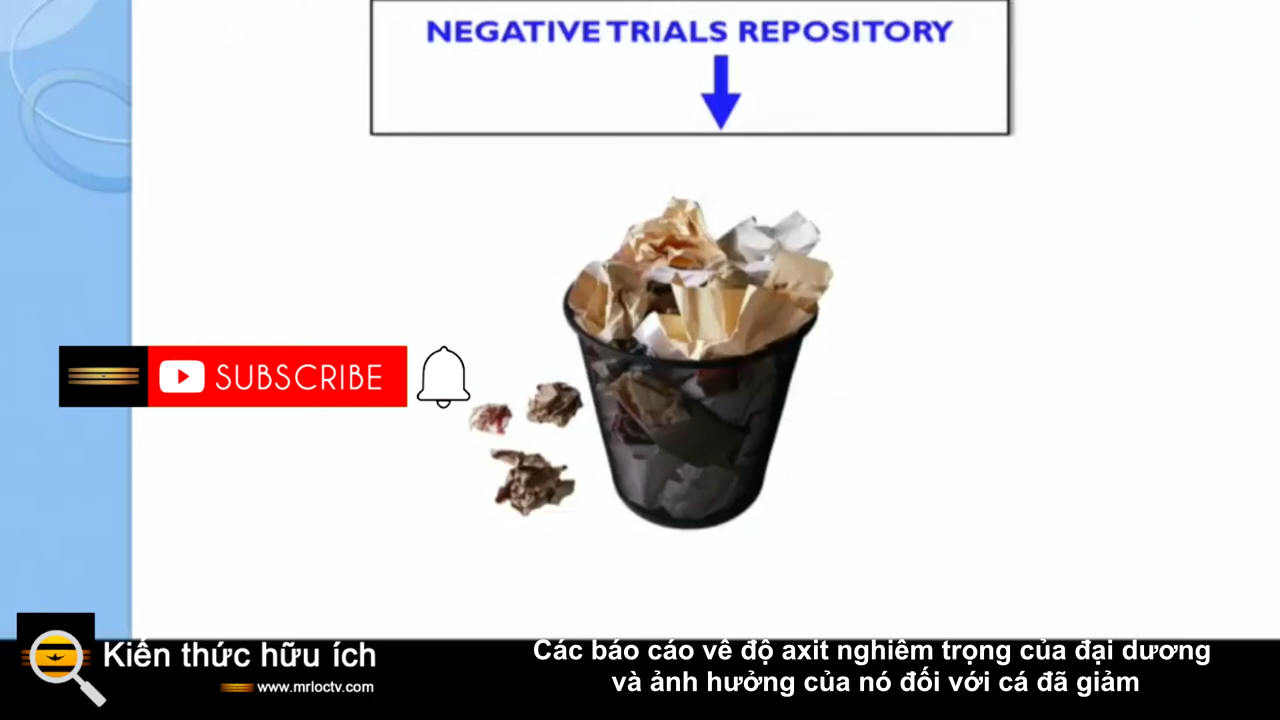 NEGATIVE TRIALS REPOSITORY
SUBSCRIBE
Kiến thức hữu ích
www.mrloctv.com
Các báo cáo về độ axit nghiêm trọng của đại dương
và ảnh hưởng của nó đối với cá đã giảm